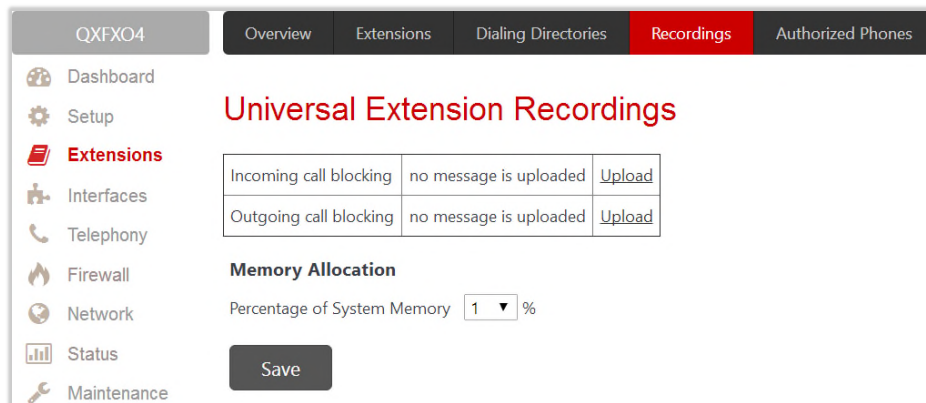 QXFXO4
Overview Extensions Dialing Directories Recordings Authorized Phones
Dashboard
Setup
Extensions
Interfaces
Telephony
Firewall
Network
Status
Maintenance
Universal Extension Recordings
Incoming call blocking no message is uploaded Upload
Outgoing call blocking no message is uploaded Upload
Memory Allocation
Percentage of System Memory 1 %
Save